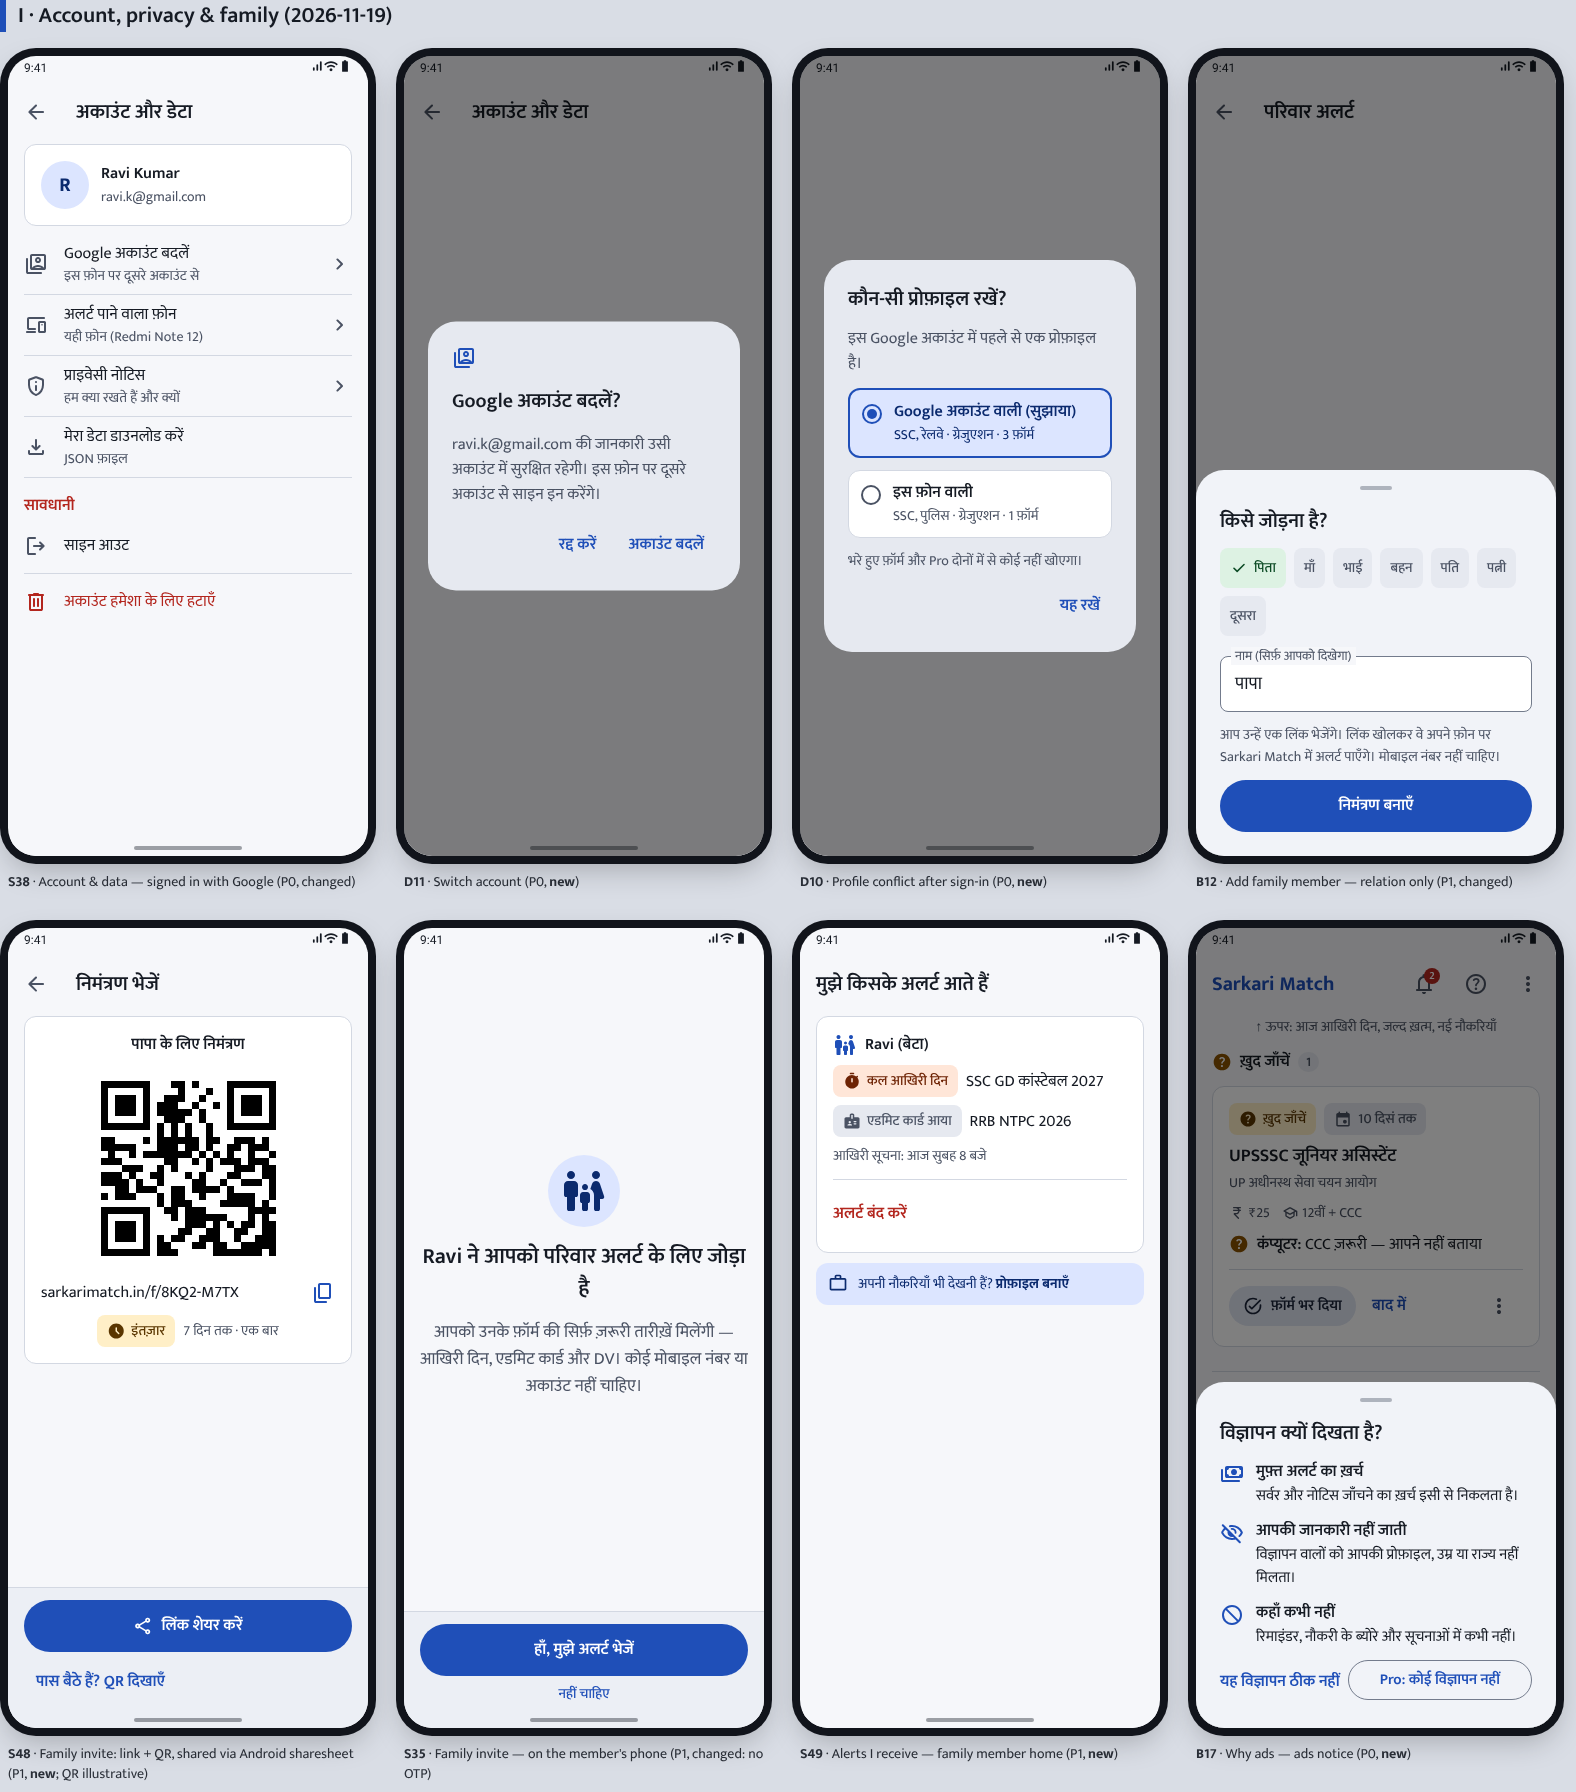 I · Account, privacy & family (2026-11-19)
9:41
अकाउंट और डेटा
R
Ravi Kumar
ravi.k@gmail.com
Google अकाउंट बदलें
इस फ़ोन पर दूसरे अकाउंट से
अलर्ट पाने वाला फ़ोन
यही फ़ोन (Redmi Note 12)
प्राइवेसी नोटिस
हम क्या रखते हैं और क्यों
मेरा डेटा डाउनलोड करें
JSON फ़ाइल
सावधानी
साइन आउट
अकाउंट हमेशा के लिए हटाएँ
S38 · Account & data — signed in with Google (P0, changed)
9:41
अकाउंट और डेटा
Google अकाउंट बदलें?
ravi.k@gmail.com की जानकारी उसी
अकाउंट में सुरक्षित रहेगी। इस फ़ोन पर दूसरे
अकाउंट से साइन इन करेंगे।
रद्द करें अकाउंट बदलें
D11 · Switch account (P0, new)
9:41
कौन-सी प्रोफ़ाइल रखें?
इस Google अकाउंट में पहले से एक प्रोफ़ाइल
है।
Google अकाउंट वाली (सुझाया)
SSC, रेलवे · ग्रेजुएशन · 3 फ़ॉर्म
इस फ़ोन वाली
SSC, पुलिस · ग्रेजुएशन · 1 फ़ॉर्म
भरे हुए फ़ॉर्म और Pro दोनों में से कोई नहीं खोएगा।
यह रखें
D10 · Profile conflict after sign-in (P0, new)
9:41
परिवार अलर्ट
किसे जोड़ना है?
पिता माँ भाई बहन पति पत्नी
दूसरा
नाम (सिर्फ़ आपको दिखेगा)
पापा
आप उन्हें एक लिंक भेजेंगे। लिंक खोलकर वे अपने फ़ोन पर
Sarkari Match में अलर्ट पाएँगे। मोबाइल नंबर नहीं चाहिए।
निमंत्रण बनाएँ
B12 · Add family member — relation only (P1, changed)
9:41
निमंत्रण भेजें
पापा के लिए निमंत्रण
sarkarimatch.in/f/8KQ2-M7TX
इंतज़ार 7 दिन तक · एक बार
लिंक शेयर करें
पास बैठे हैं? QR दिखाएँ
S48 · Family invite: link + QR, shared via Android sharesheet
(P1, new; QR illustrative)
9:41
Ravi ने आपको परिवार अलर्ट के लिए जोड़ा
है
आपको उनके फ़ॉर्म की सिर्फ़ ज़रूरी तारीख़ें मिलेंगी —
आखिरी दिन, एडमिट कार्ड और DV। कोई मोबाइल नंबर या
अकाउंट नहीं चाहिए।
हाँ, मुझे अलर्ट भेजें
नहीं चाहिए
S35 · Family invite — on the member's phone (P1, changed: no
OTP)
9:41
मुझे किसके अलर्ट आते हैं
Ravi (बेटा)
कल आखिरी दिन SSC GD कांस्टेबल 2027
एडमिट कार्ड आया RRB NTPC 2026
आखिरी सूचना: आज सुबह 8 बजे
अलर्ट बंद करें
अपनी नौकरियाँ भी देखनी हैं? प्रोफ़ाइल बनाएँ
S49 · Alerts I receive — family member home (P1, new)
9:41
Sarkari Match 2
↑ ऊपर: आज आखिरी दिन, जल्द ख़त्म, नई नौकरियाँ
ख़ुद जाँचें 1
ख़ुद जाँचें 10 दिसं तक
UPSSSC जूनियर असिस्टेंट
UP अधीनस्थ सेवा चयन आयोग
₹ ₹25 12वीं + CCC
कंप्यूटर: CCC ज़रूरी — आपने नहीं बताया
फ़ॉर्म भर दिया बाद में
विज्ञापन क्यों दिखता है?
मुफ़्त अलर्ट का ख़र्च
सर्वर और नोटिस जाँचने का ख़र्च इसी से निकलता है।
आपकी जानकारी नहीं जाती
विज्ञापन वालों को आपकी प्रोफ़ाइल, उम्र या राज्य नहीं
मिलता।
कहाँ कभी नहीं
रिमाइंडर, नौकरी के ब्योरे और सूचनाओं में कभी नहीं।
यह विज्ञापन ठीक नहीं Pro: कोई विज्ञापन नहीं
B17 · Why ads — ads notice (P0, new)